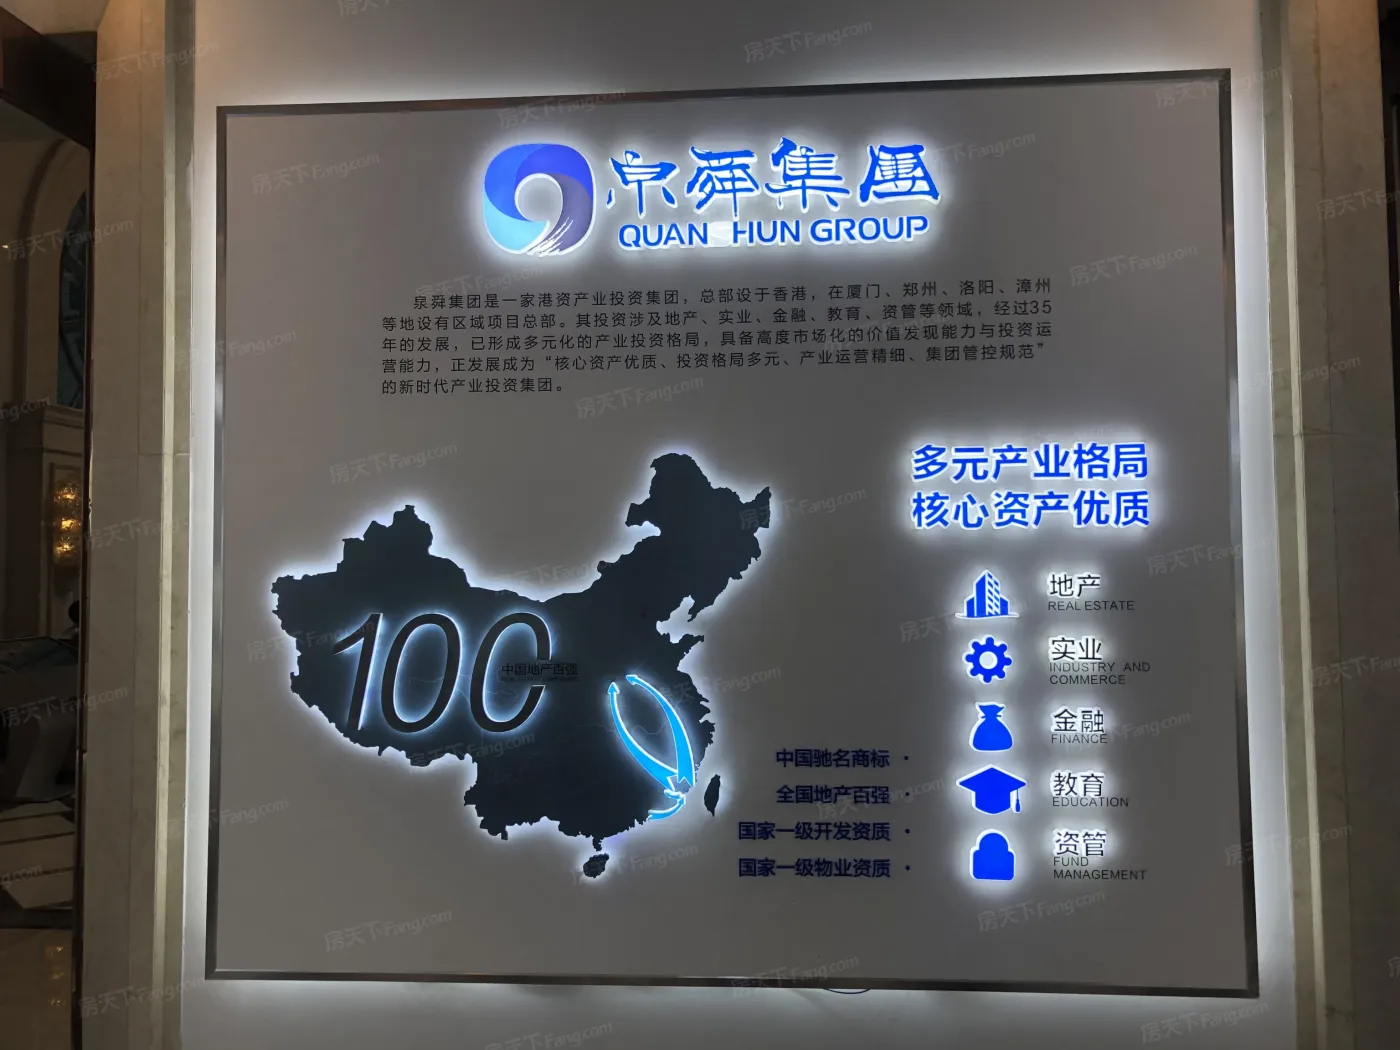 泉舜集團
QUAN HUN GROUP
泉舜集团是一家港资产业投资集团，总部设于香港，在厦门、郑州、洛阳、漳州
等地设有区域项目总部。其投资涉及地产、实业、金融、教育、资管等领域，经过35
年的发展，已形成多元化的产业投资格局，具备高度市场化的价值发现能力与投资运
营能力，正发展成为“核心资产优质、投资格局多元、产业运营精细、集团管控规范”
的新时代产业投资集团。
多元产业格局
核心资产优质
100
中国地产百强
地产
REAL ESTATE
实业
INDUSTRY AND
COMMERCE
金融
FINANCE
教育
EDUCATION
资管
FUND
MANAGEMENT
中国驰名商标·
全国地产百强·
国家一级开发资质·
国家一级物业资质·
房天下Fang.com